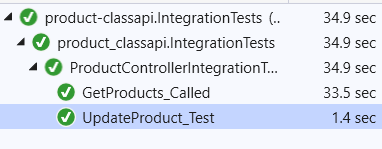 product-classapi.IntegrationTests (.. 34.9 sec
product_classapi.IntegrationTests 34.9 sec
ProductControllerIntegrationT... 34.9 sec
GetProducts_Called 33.5 sec
UpdateProduct_Test 1.4 sec